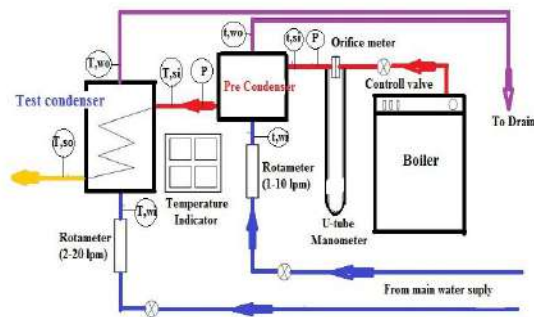 T,wo
t,wo
t,si
P
Orifice meter
T,si
P
Test condenser
Pre Condenser
Controll valve
To Drain
T,so
t,wi
Boiler
T,wi
Temperature
Indicator
Rotameter
(1-10 lpm)
U-tube
Manometer
Rotameter
(2-20 lpm)
From main water suply